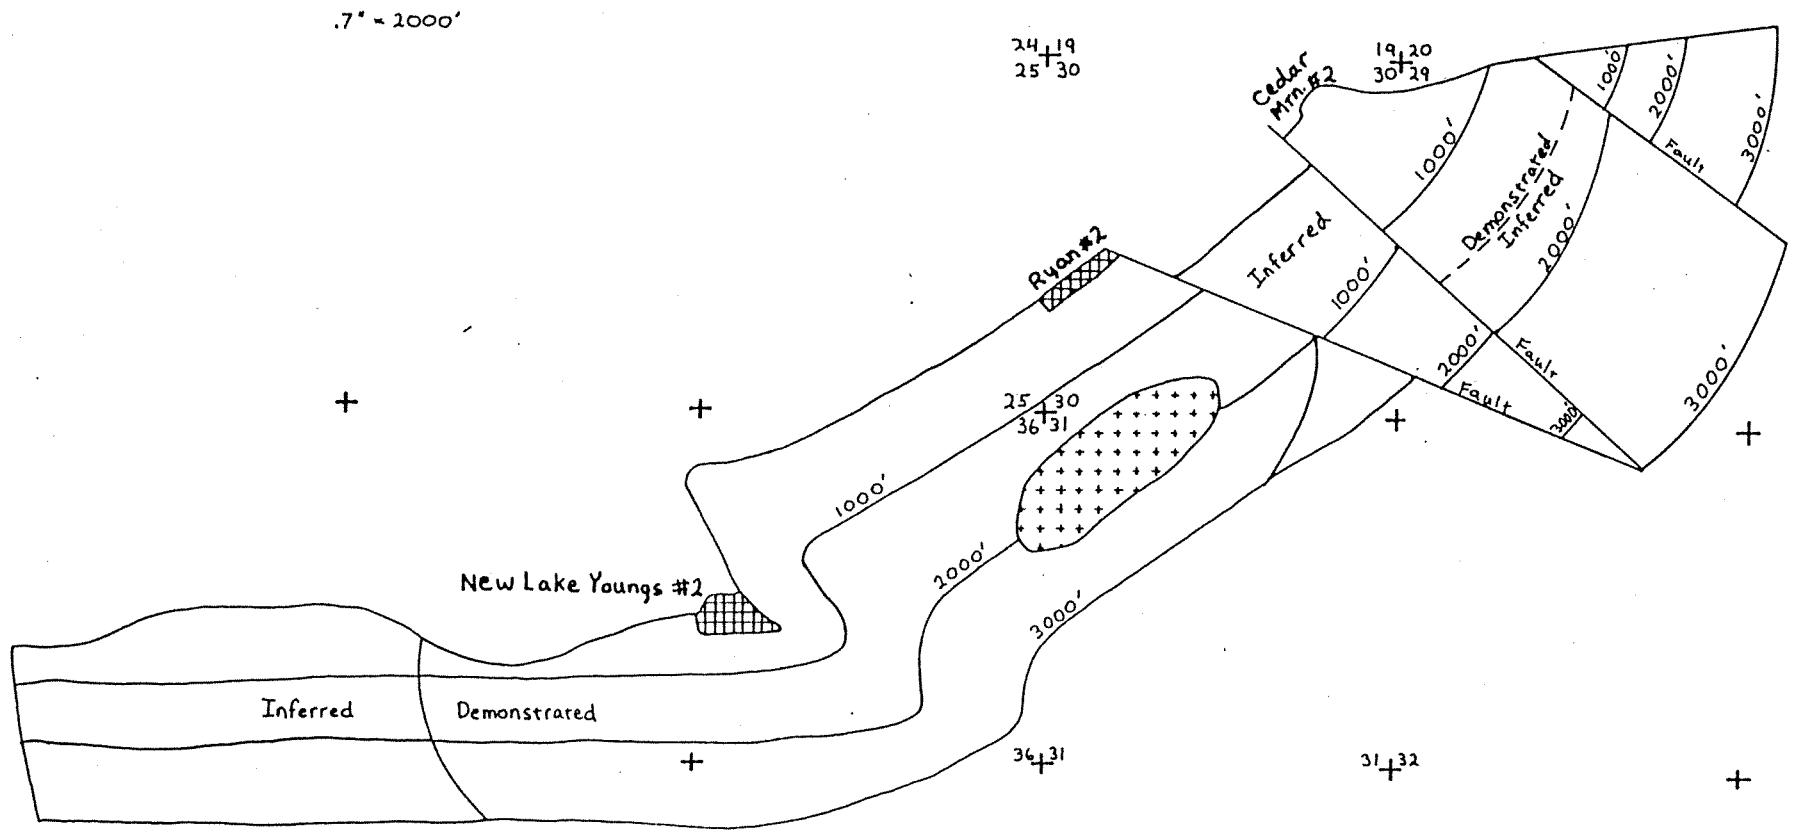 .7" = 2000'
24 19
25 30
19 20
30 29
Cedar
Mtn. #2
1000'
1000'
2000'
3000'
Fault
Demonstrated
Inferred
2000'
Ryan #2
Inferred
1000'
2000'
Fault
Fault
3000'
3000'
25 30
36 31
1000'
2000'
New Lake Youngs #2
3000'
Inferred
Demonstrated
36 31
31 32